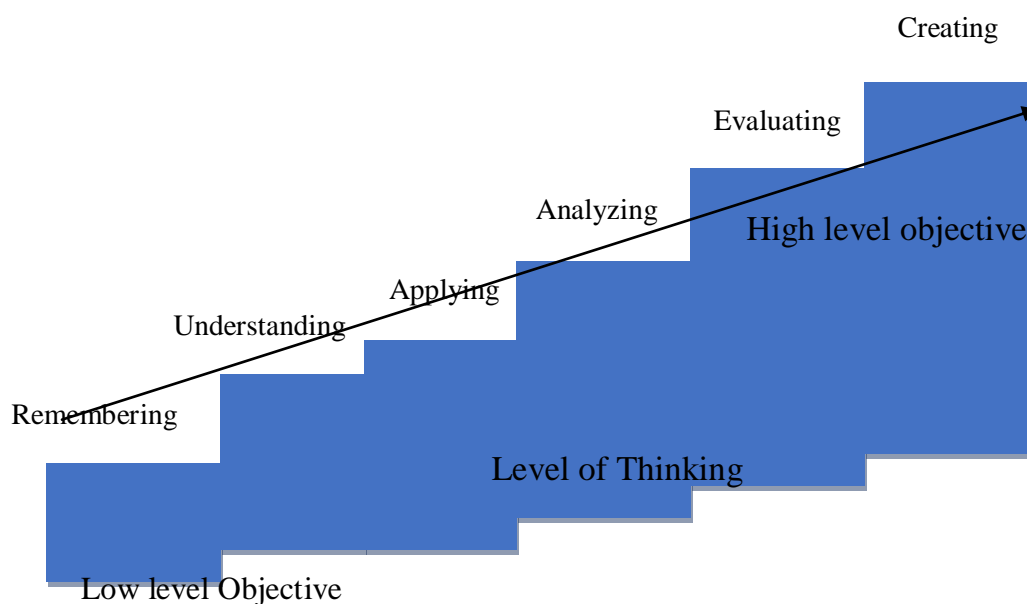 Creating
Evaluating
Analyzing
High level objective
Applying
Understanding
Remembering
Level of Thinking
Low level Objective